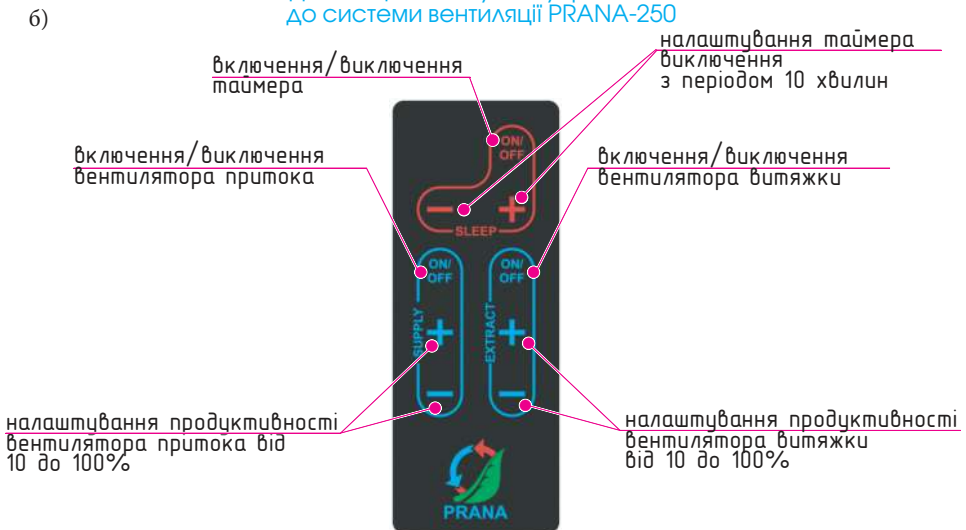 б)
до системи вентиляції PRANA-250
налаштування таймера
виключення
з періодом 10 хвилин
включення/виключення
таймера
включення/виключення
вентилятора притока
включення/виключення
вентилятора витяжки
ON/
OFF
−
+
SLEEP
ON/
OFF
SUPPLY
+
−
ON/
OFF
EXTRACT
+
−
налаштування продуктивності
вентилятора притока від
10 до 100%
налаштування продуктивності
вентилятора витяжки
від 10 до 100%
PRANA